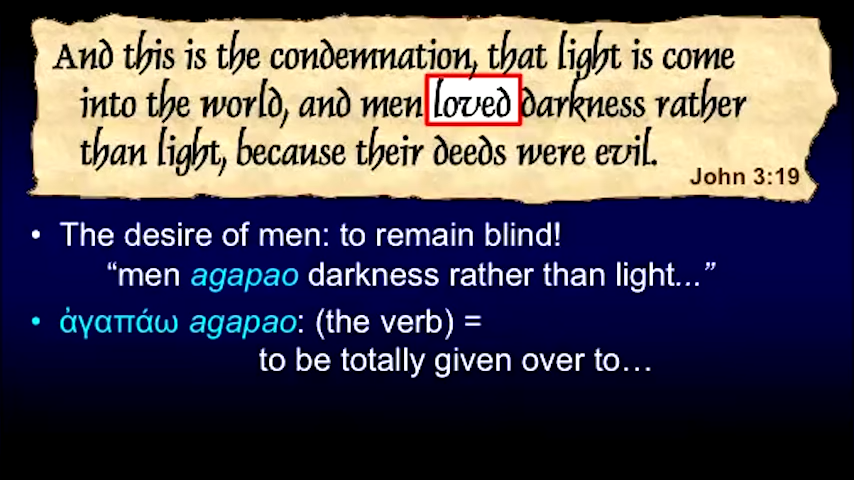 And this is the condemnation, that light is come
into the world, and men loved darkness rather
than light, because their deeds were evil.
John 3:19
• The desire of men: to remain blind!
“men agapao darkness rather than light...”
• ἀγαπάω agapao: (the verb) =
to be totally given over to…